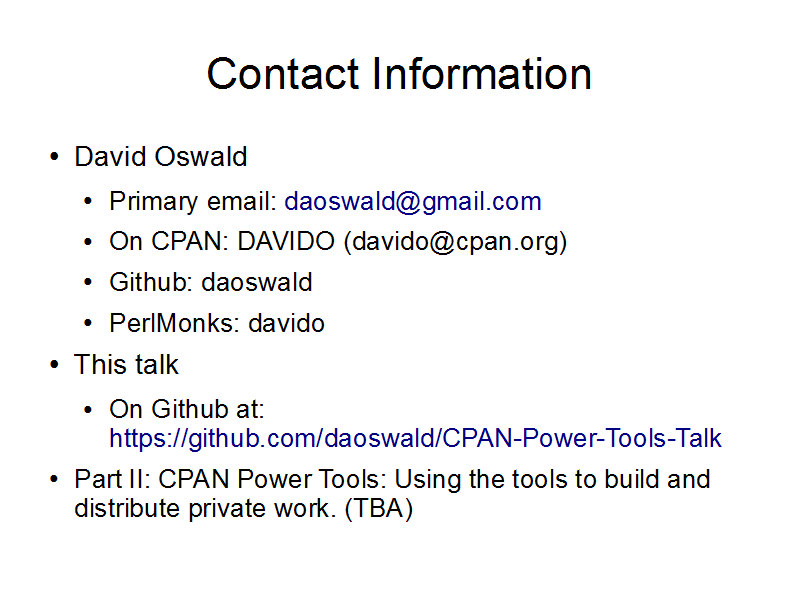 Contact Information
• David Oswald
• Primary email: daoswald@gmail.com
• On CPAN: DAVIDO (davido@cpan.org)
• Github: daoswald
• PerlMonks: davido
• This talk
• On Github at:
https://github.com/daoswald/CPAN-Power-Tools-Talk
• Part II: CPAN Power Tools: Using the tools to build and
distribute private work. (TBA)